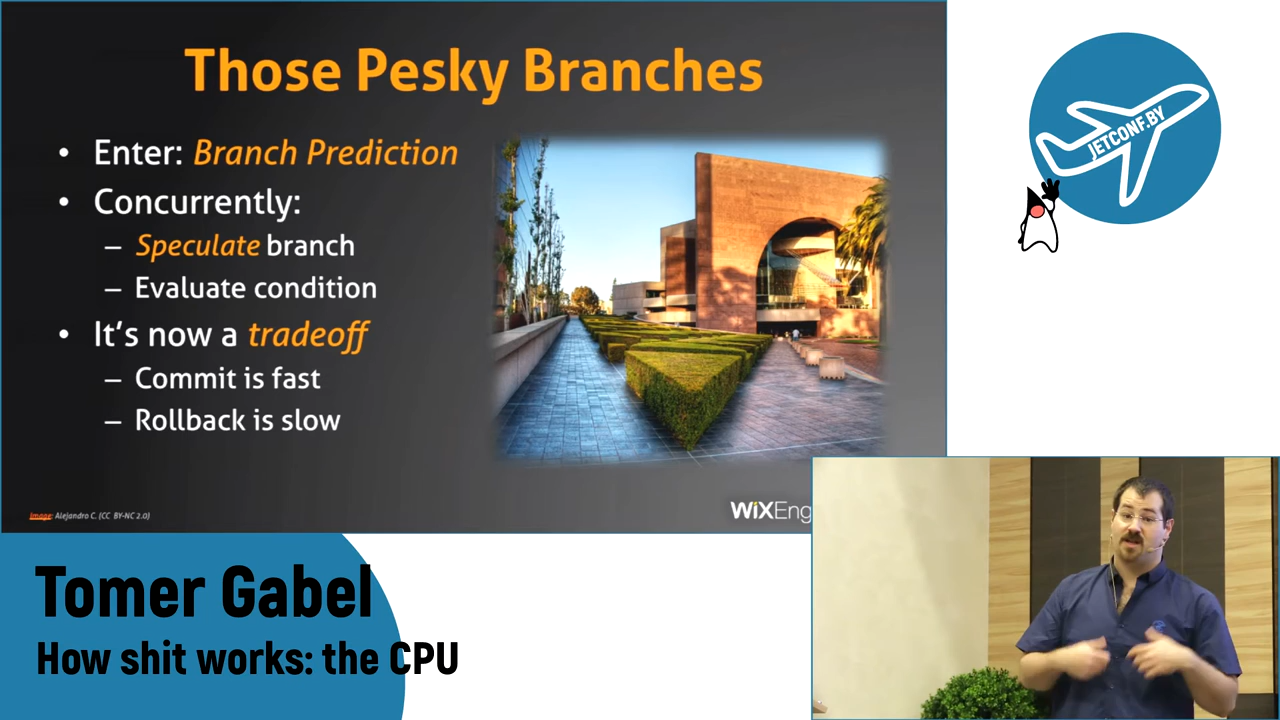 Those Pesky Branches
• Enter: Branch Prediction
• Concurrently:
– Speculate branch
– Evaluate condition
• It's now a tradeoff
– Commit is fast
– Rollback is slow
Image: Alejandro C. (CC BY-NC 2.0)
WiXEng
JETCONF.BY
Tomer Gabel
How shit works: the CPU